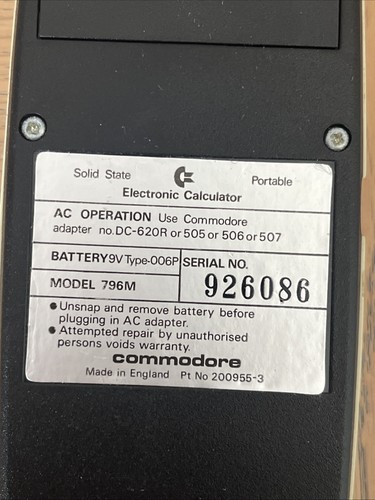 Solid State Portable
Electronic Calculator
AC OPERATION Use Commodore
adapter no.DC-620R or 505 or 506 or 507
BATTERY9V Type-006P
SERIAL NO.
926086
MODEL 796M
● Unsnap and remove battery before
plugging in AC adapter.
● Attempted repair by unauthorised
persons voids warranty.
commodore
Made in England Pt No 200955-3